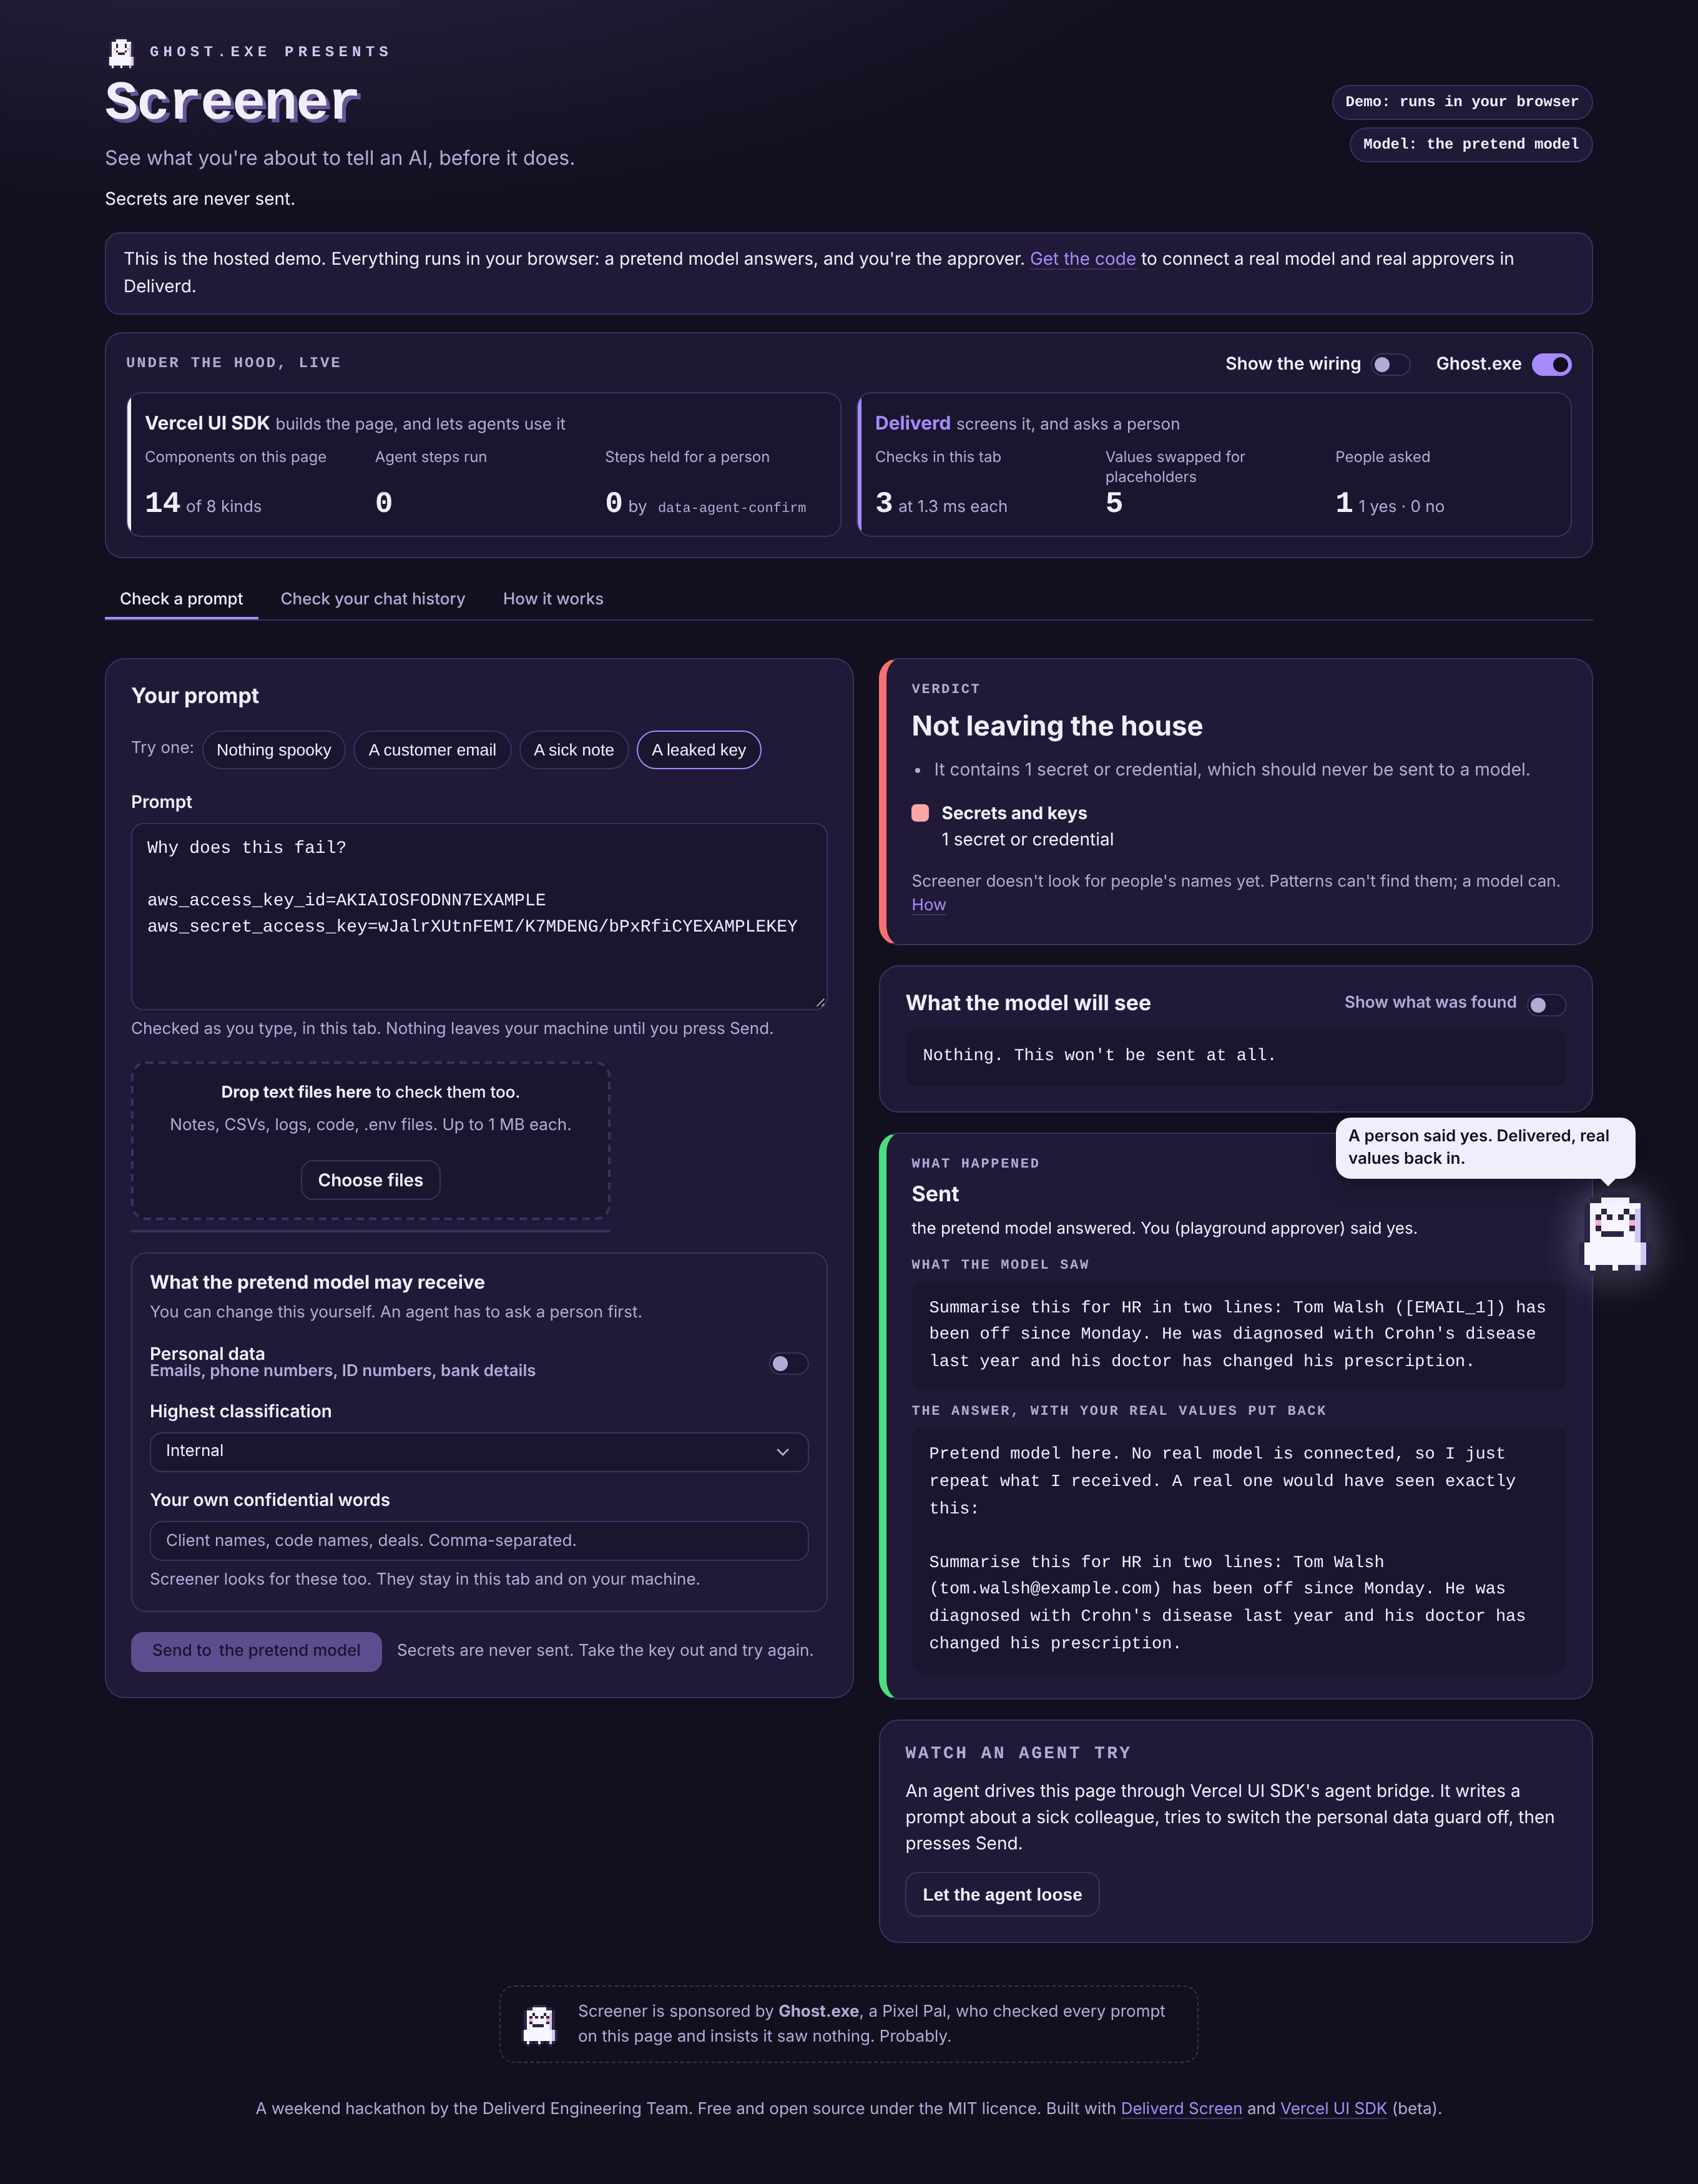 GHOST.EXE PRESENTS
Screener
See what you're about to tell an AI, before it does.
Secrets are never sent.
Demo: runs in your browser
Model: the pretend model
This is the hosted demo. Everything runs in your browser: a pretend model answers, and you're the approver. Get the code to connect a real model and real approvers in
Deliverd.
UNDER THE HOOD, LIVE
Show the wiring
Ghost.exe
Vercel UI SDK builds the page, and lets agents use it
Components on this page
14 of 8 kinds
Agent steps run
0
Steps held for a person
0 by data-agent-confirm
Deliverd screens it, and asks a person
Checks in this tab
3 at 1.3 ms each
Values swapped for
placeholders
5
People asked
1 1 yes · 0 no
Check a prompt
Check your chat history
How it works
Your prompt
Try one:
Nothing spooky
A customer email
A sick note
A leaked key
Prompt
Why does this fail?
aws_access_key_id=AKIAIOSFODNN7EXAMPLE
aws_secret_access_key=wJalrXUtnFEMI/K7MDENG/bPxRfiCYEXAMPLEKEY
Checked as you type, in this tab. Nothing leaves your machine until you press Send.
Drop text files here to check them too.
Notes, CSVs, logs, code, .env files. Up to 1 MB each.
Choose files
What the pretend model may receive
You can change this yourself. An agent has to ask a person first.
Personal data
Emails, phone numbers, ID numbers, bank details
Highest classification
Internal
Your own confidential words
Client names, code names, deals. Comma-separated.
Screener looks for these too. They stay in this tab and on your machine.
Send to the pretend model
Secrets are never sent. Take the key out and try again.
VERDICT
Not leaving the house
• It contains 1 secret or credential, which should never be sent to a model.
Secrets and keys
1 secret or credential
Screener doesn't look for people's names yet. Patterns can't find them; a model can.
How
What the model will see
Show what was found
Nothing. This won't be sent at all.
A person said yes. Delivered, real
values back in.
WHAT HAPPENED
Sent
the pretend model answered. You (playground approver) said yes.
WHAT THE MODEL SAW
Summarise this for HR in two lines: Tom Walsh ([EMAIL_1]) has
been off since Monday. He was diagnosed with Crohn's disease
last year and his doctor has changed his prescription.
THE ANSWER, WITH YOUR REAL VALUES PUT BACK
Pretend model here. No real model is connected, so I just
repeat what I received. A real one would have seen exactly
this:
Summarise this for HR in two lines: Tom Walsh
(tom.walsh@example.com) has been off since Monday. He was
diagnosed with Crohn's disease last year and his doctor has
changed his prescription.
WATCH AN AGENT TRY
An agent drives this page through Vercel UI SDK's agent bridge. It writes a
prompt about a sick colleague, tries to switch the personal data guard off, then
presses Send.
Let the agent loose
Screener is sponsored by Ghost.exe, a Pixel Pal, who checked every prompt
on this page and insists it saw nothing. Probably.
A weekend hackathon by the Deliverd Engineering Team. Free and open source under the MIT licence. Built with Deliverd Screen and Vercel UI SDK (beta).